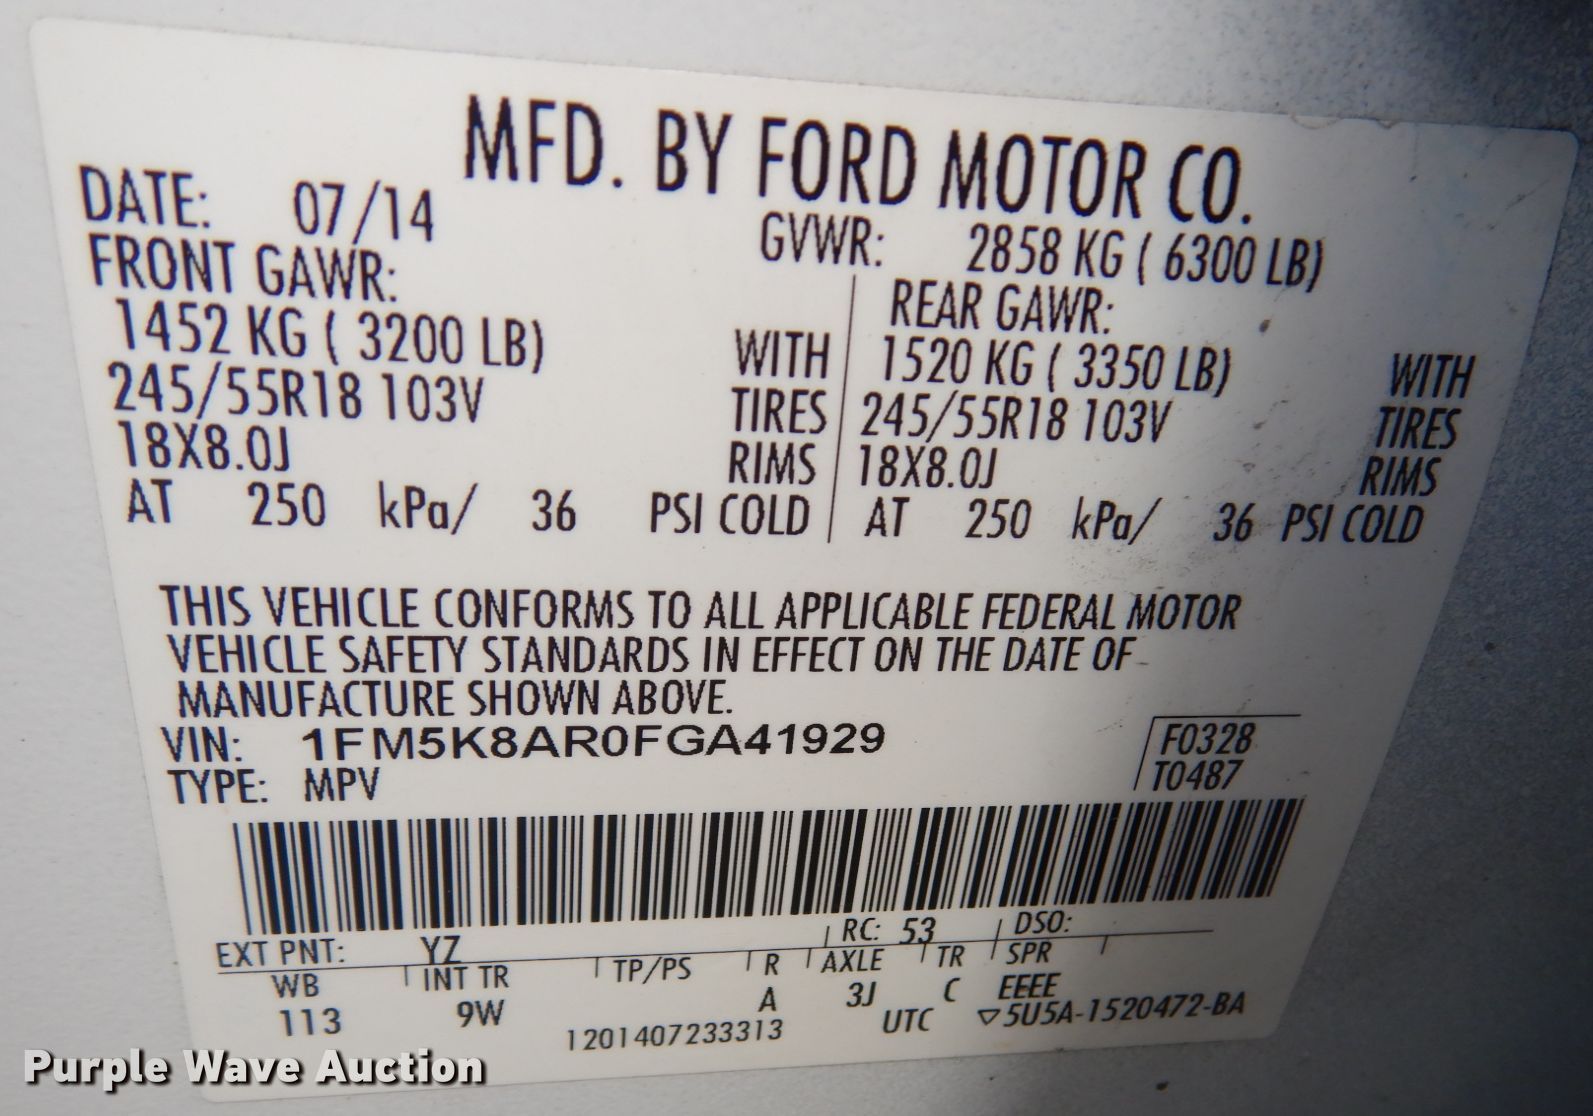 MFD. BY FORD MOTOR CO.
DATE: 07/14
GVWR: 2858 KG ( 6300 LB)
FRONT GAWR:
1452 KG ( 3200 LB) WITH
245/55R18 103V TIRES
18X8.0J RIMS
AT 250 kPa/ 36 PSI COLD
REAR GAWR:
1520 KG ( 3350 LB) WITH
245/55R18 103V TIRES
18X8.0J RIMS
AT 250 kPa/ 36 PSI COLD
THIS VEHICLE CONFORMS TO ALL APPLICABLE FEDERAL MOTOR
VEHICLE SAFETY STANDARDS IN EFFECT ON THE DATE OF
MANUFACTURE SHOWN ABOVE.
VIN: 1FM5K8AR0FGA41929
TYPE: MPV
F0328
T0487
EXT PNT: YZ RC: 53 DSO:
WB INT TR TP/PS R AXLE TR SPR
113 9W A 3J C EEEE
1201407233313 UTC ▽5U5A-1520472-BA
Purple Wave Auction